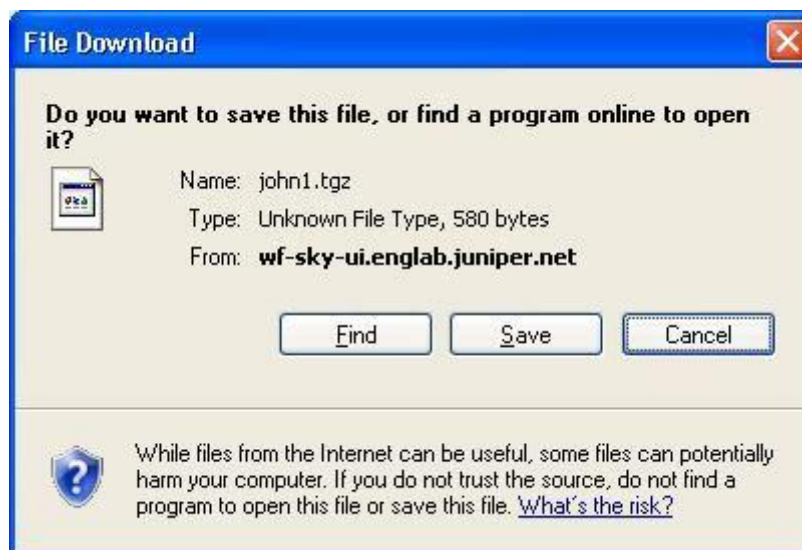 File Download
Do you want to save this file, or find a program online to open
it?
Name: john1.tgz
Type: Unknown File Type, 580 bytes
From: wf-sky-ui.englab.juniper.net
Find Save Cancel
While files from the Internet can be useful, some files can potentially
harm your computer. If you do not trust the source, do not find a
program to open this file or save this file. What's the risk?